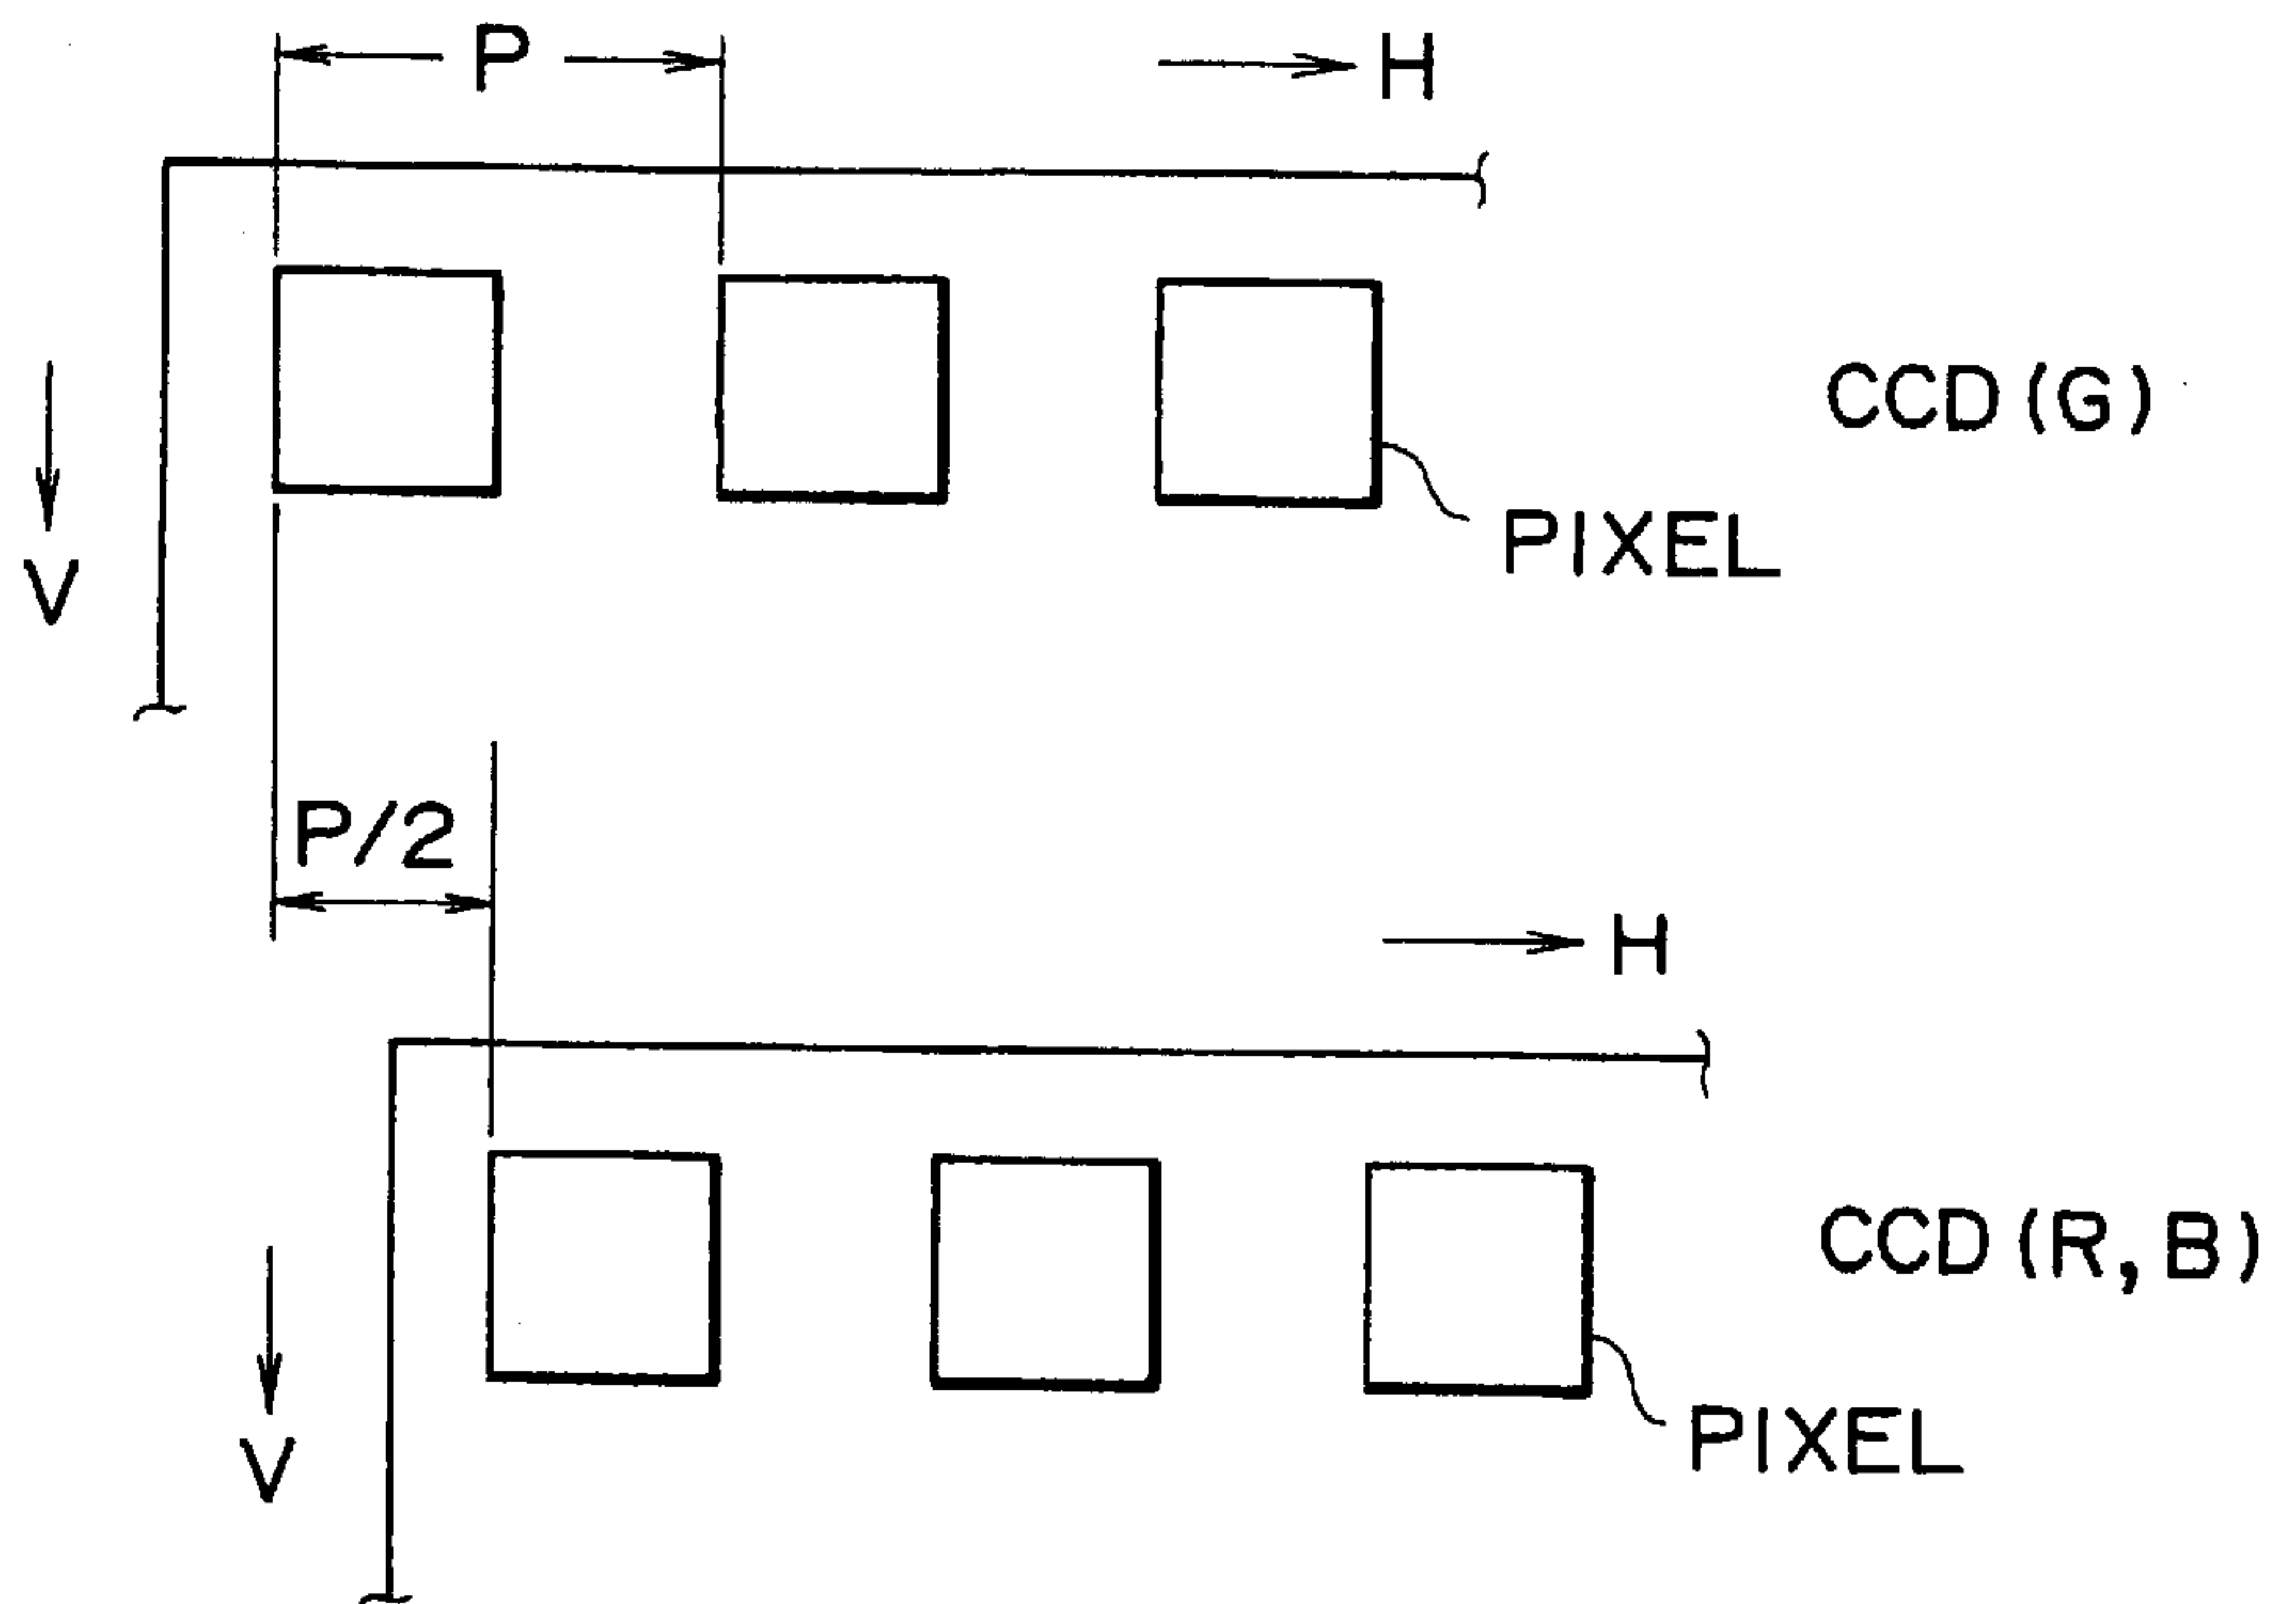 P
H
CCD (G)
PIXEL
V
P/2
H
CCD (R, B)
PIXEL
V